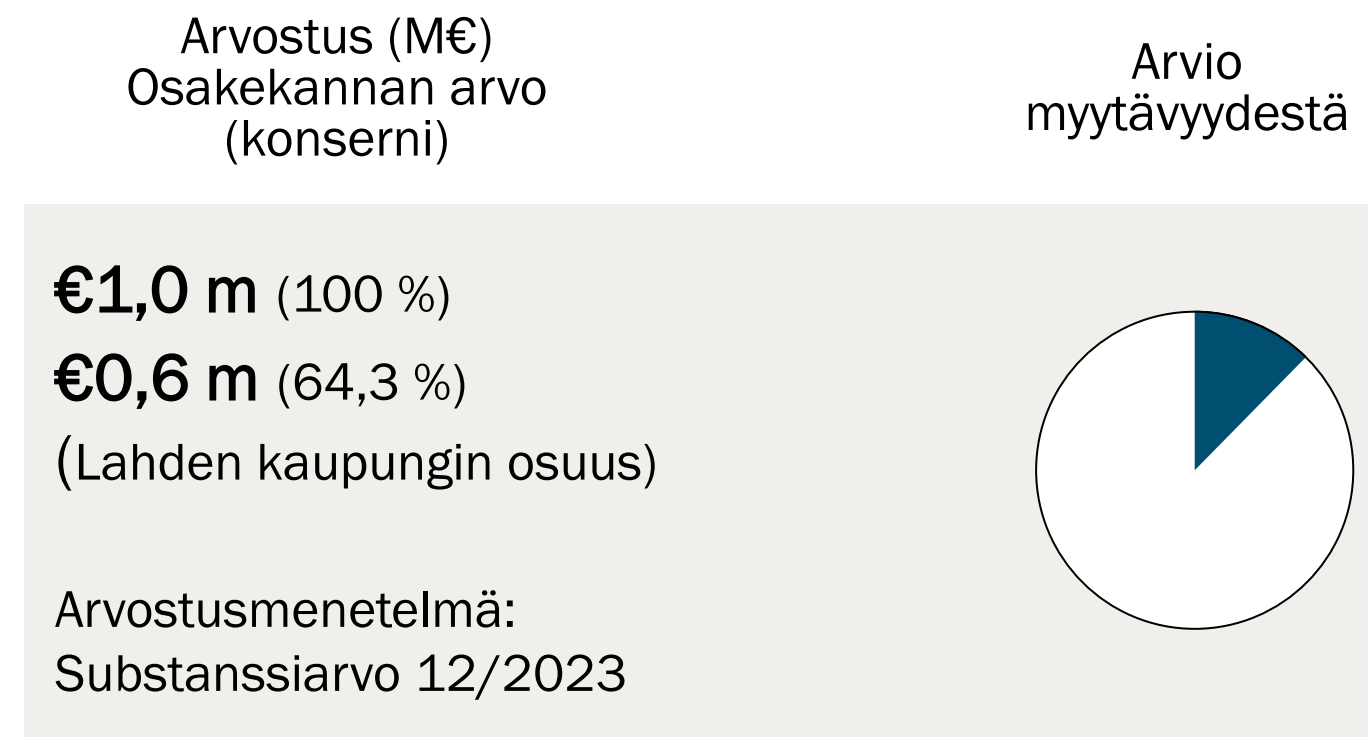 Arvostus (M€)
Osakekannan arvo
(konserni)
Arvio
myytävyydestä
€1,0 m (100 %)
€0,6 m (64,3 %)
(Lahden kaupungin osuus)
Arvostusmenetelmä:
Substanssiarvo 12/2023